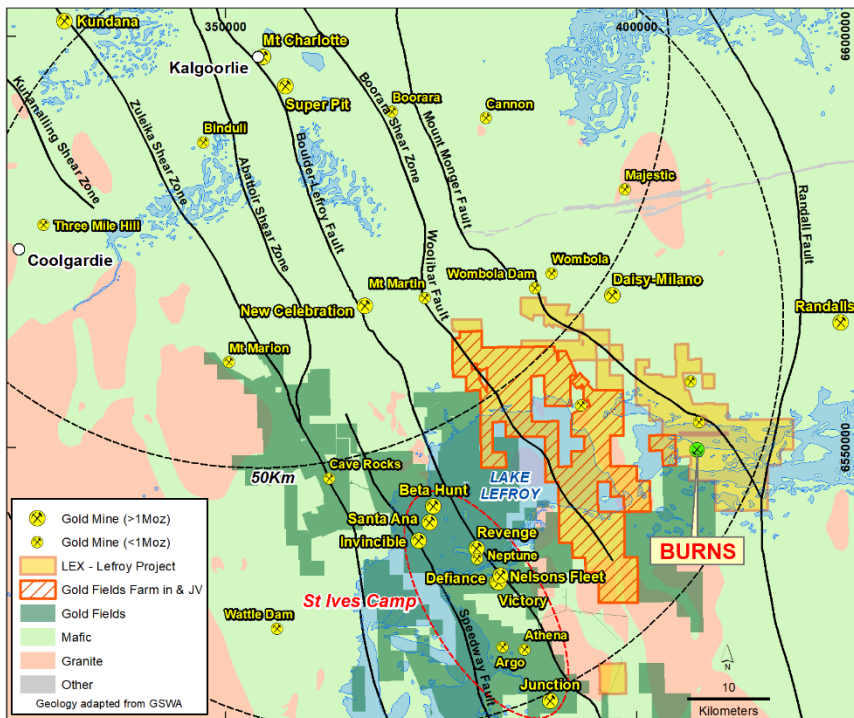 350000
400000
6600000
6550000
Kundana
Mt Charlotte
Kalgoorlie
Super Pit
Boorara
Cannon
Binduli
Majestic
Kunanalling Shear Zone
Zuleika Shear Zone
Abattoir Shear Zone
Boulder-Lefroy Fault
Boorara Shear Zone
Mount Monger Fault
Woolibar Fault
Randall Fault
Three Mile Hill
Coolgardie
Wombola
Wombola Dam
Daisy-Milano
Mt Martin
New Celebration
Randalls
Mt Marion
50Km
Cave Rocks
LAKE
LEFROY
Beta Hunt
Santa Ana
Invincible
Revenge
Neptune
BURNS
Defiance
Nelsons Fleet
Victory
St Ives Camp
Wattle Dam
Speedway Fault
Athena
Argo
Junction
Gold Mine (>1Moz)
Gold Mine (<1Moz)
LEX - Lefroy Project
Gold Fields Farm in & JV
Gold Fields
Mafic
Granite
Other
Geology adapted from GSWA
N
10
Kilometers